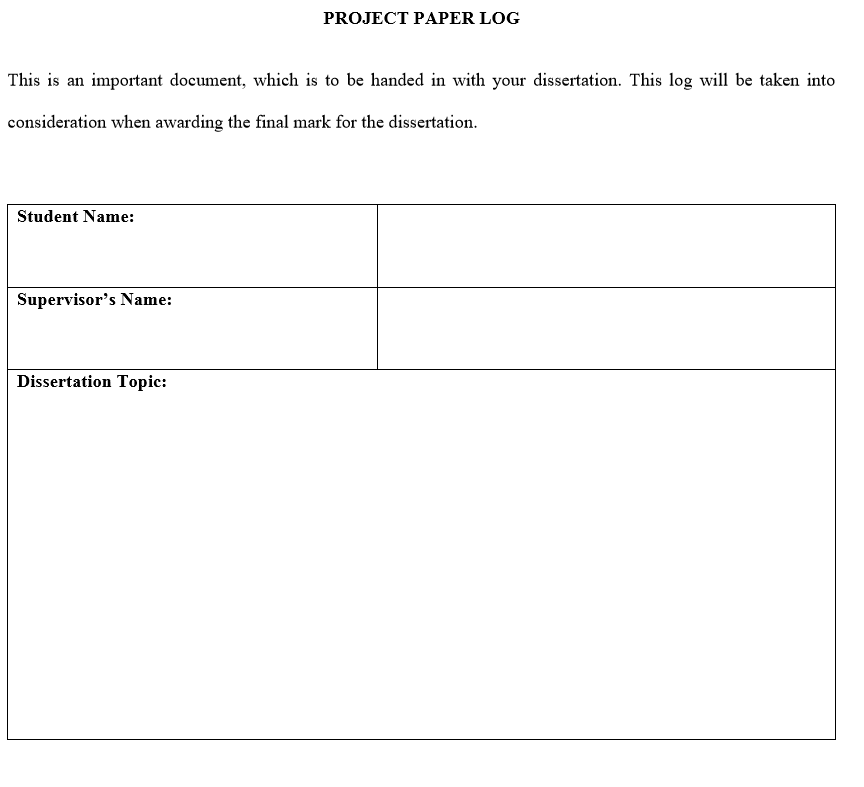 PROJECT PAPER LOG
This is an important document, which is to be handed in with your dissertation. This log will be taken into
consideration when awarding the final mark for the dissertation.
Student Name:
Supervisor’s Name:
Dissertation Topic: